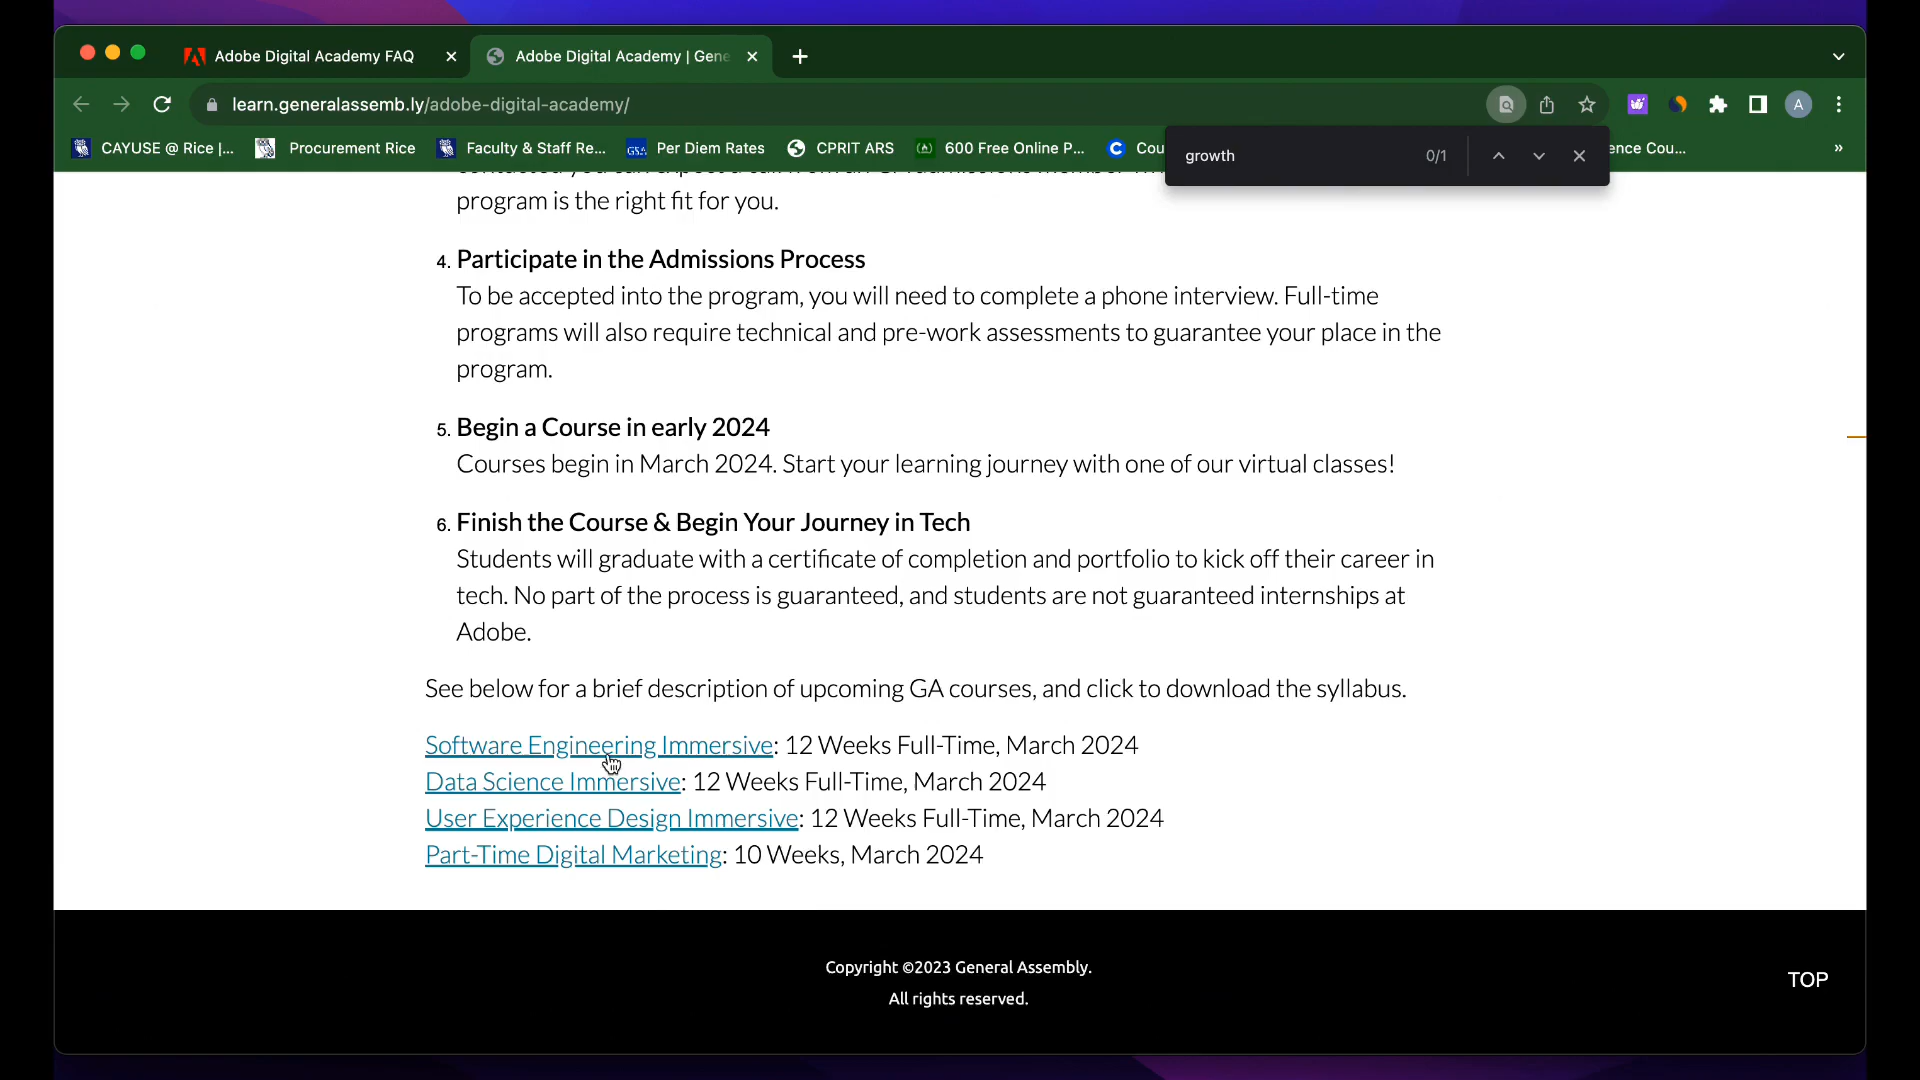 Adobe Digital Academy FAQ
Adobe Digital Academy | Gene
learn.generalassemb.ly/adobe-digital-academy/
A
CAYUSE @ Rice |...
Procurement Rice
Faculty & Staff Re...
GSA
Per Diem Rates
CPRIT ARS
600 Free Online P...
Cou
ence Cou...
»
growth
0/1
program is the right fit for you.
4. Participate in the Admissions Process
To be accepted into the program, you will need to complete a phone interview. Full-time
programs will also require technical and pre-work assessments to guarantee your place in the
program.
5. Begin a Course in early 2024
Courses begin in March 2024. Start your learning journey with one of our virtual classes!
6. Finish the Course & Begin Your Journey in Tech
Students will graduate with a certificate of completion and portfolio to kick off their career in
tech. No part of the process is guaranteed, and students are not guaranteed internships at
Adobe.
See below for a brief description of upcoming GA courses, and click to download the syllabus.
Software Engineering Immersive: 12 Weeks Full-Time, March 2024
Data Science Immersive: 12 Weeks Full-Time, March 2024
User Experience Design Immersive: 12 Weeks Full-Time, March 2024
Part-Time Digital Marketing: 10 Weeks, March 2024
Copyright ©2023 General Assembly.
All rights reserved.
TOP